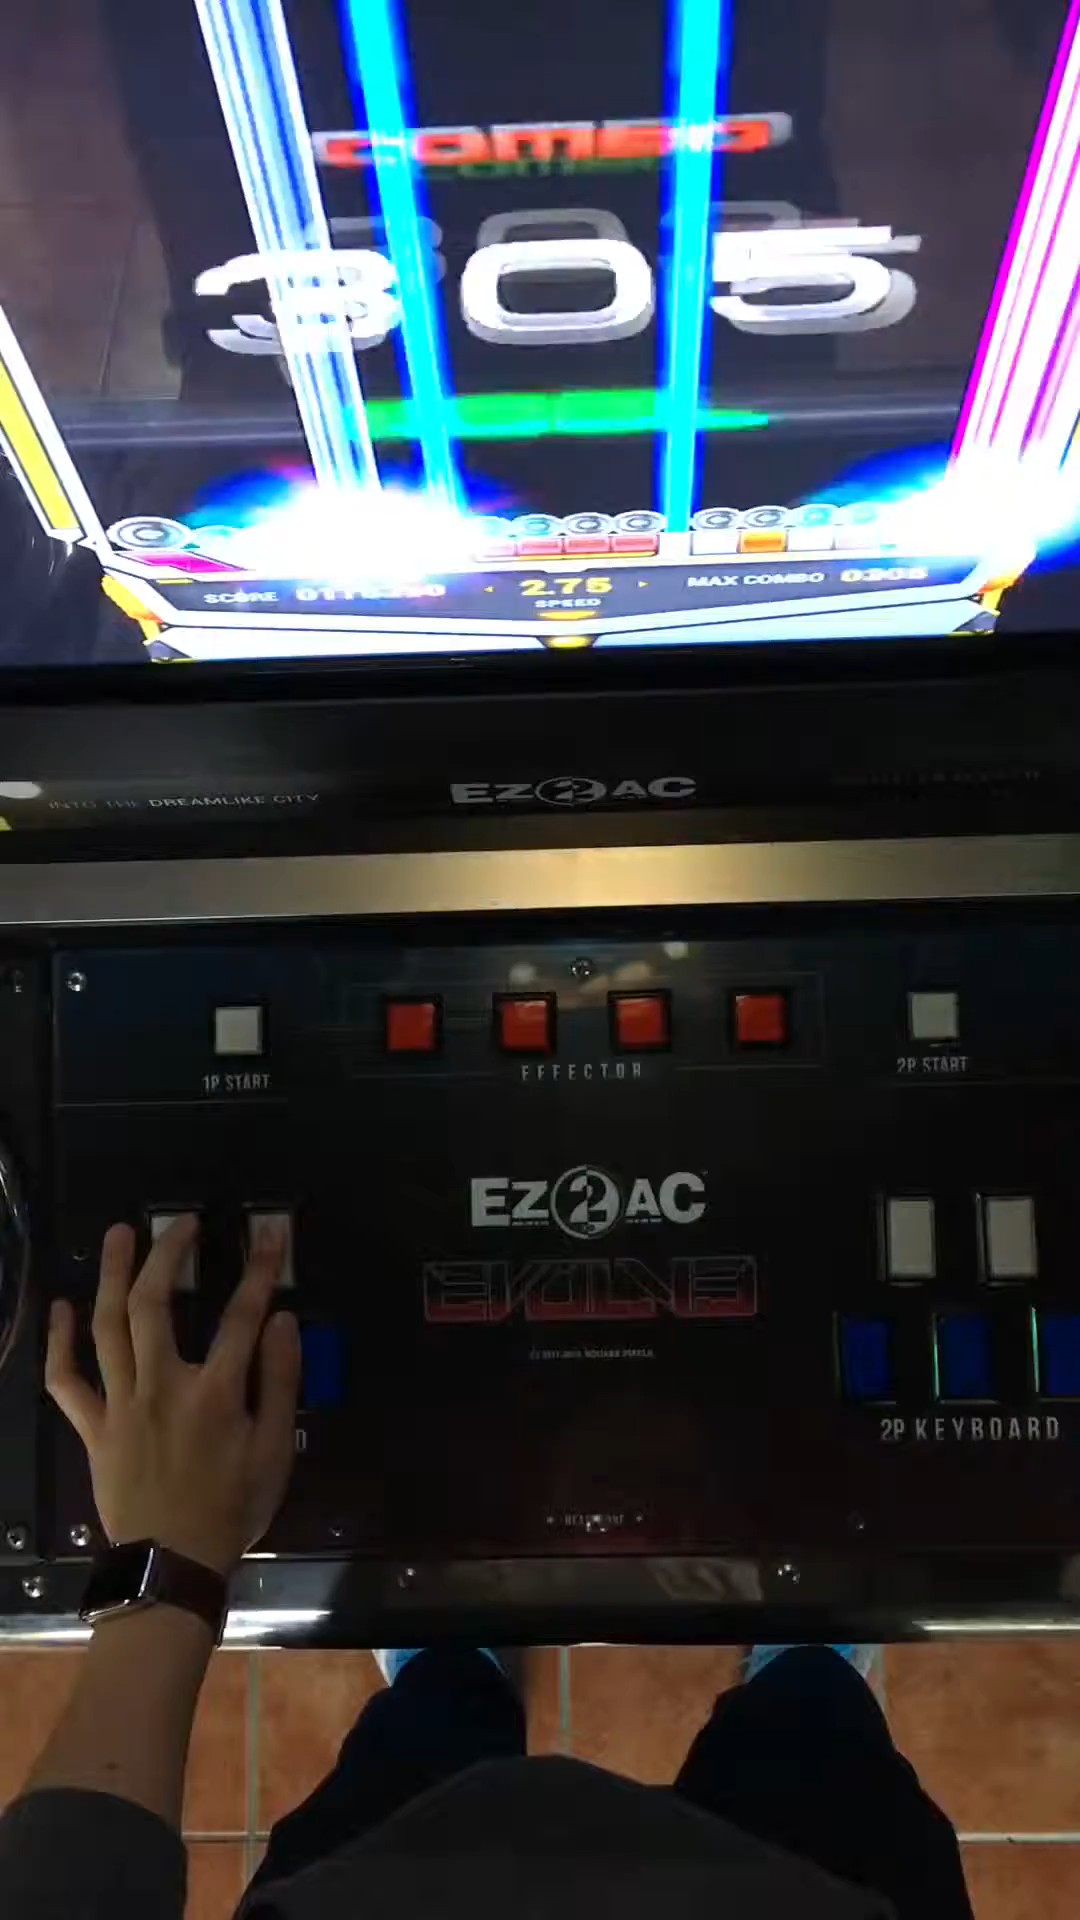 COMBO
305
SCORE
2.75
SPEED
MAX COMBO 0305
INTO THE DREAMLIKE CITY
EZ2AC
1P START
EFFECTOR
2P START
EZ2AC
EVOLVE
2P KEYBOARD
D